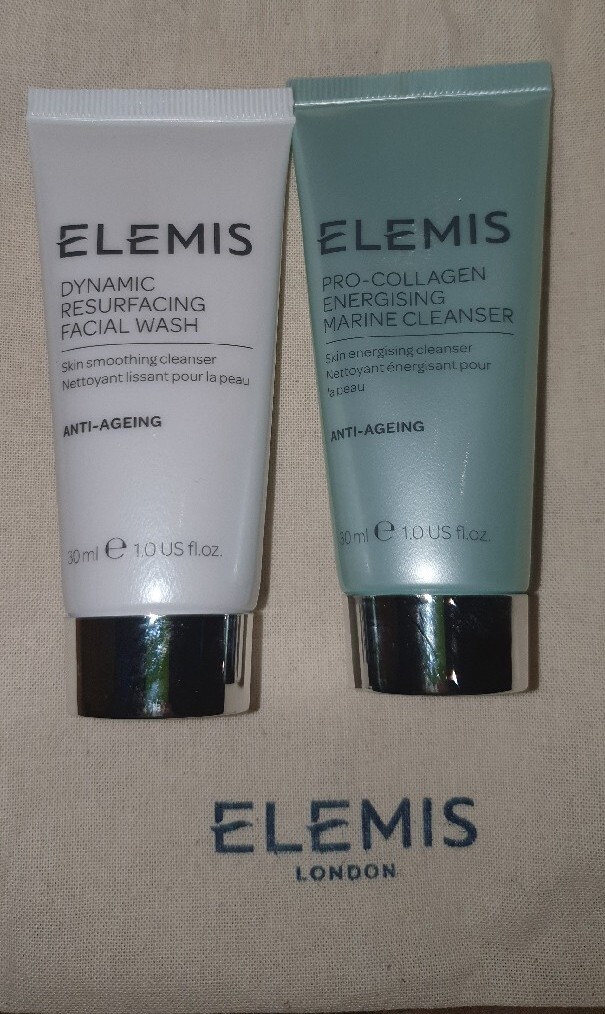 ELEMIS
DYNAMIC
RESURFACING
FACIAL WASH
Skin smoothing cleanser
Nettoyant lissant pour la peau
ANTI-AGEING
30 ml e 1.0 US fl.oz.
ELEMIS
PRO-COLLAGEN
ENERGISING
MARINE CLEANSER
Skin energising cleanser
Nettoyant énergisant pour
la peau
ANTI-AGEING
30 ml e 1.0 US fl.oz.
ELEMIS
LONDON